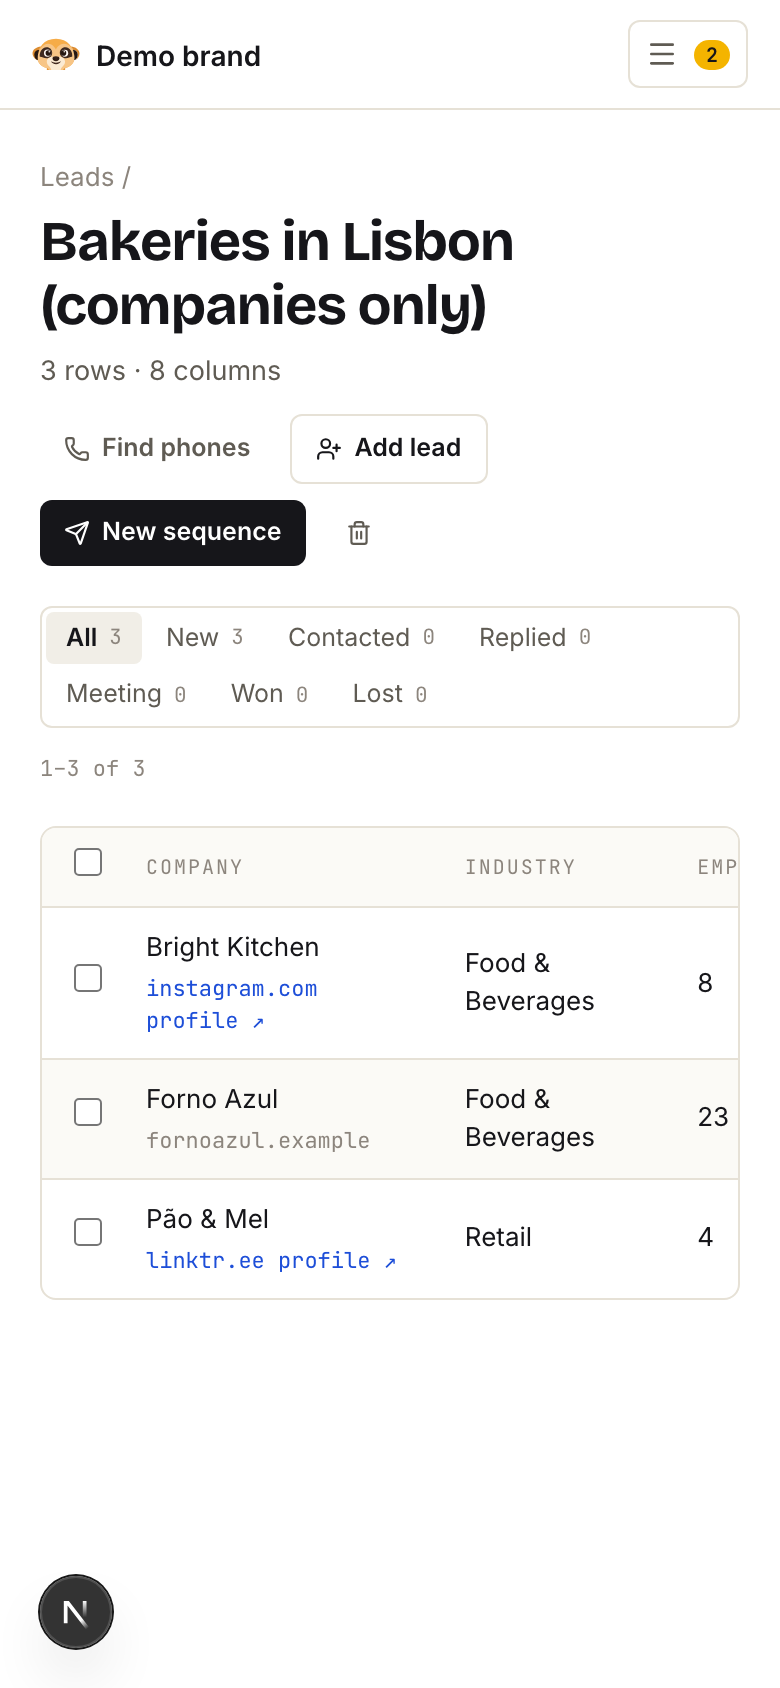 Demo brand
2
Leads /
Bakeries in Lisbon
(companies only)
3 rows · 8 columns
Find phones
Add lead
New sequence
All 3 New 3 Contacted 0 Replied 0
Meeting 0 Won 0 Lost 0
1–3 of 3
COMPANY INDUSTRY EMP
Bright Kitchen
instagram.com
profile ↗
Food &
Beverages
8
Forno Azul
fornoazul.example
Food &
Beverages
23
Pão & Mel
linktr.ee profile ↗
Retail
4
N